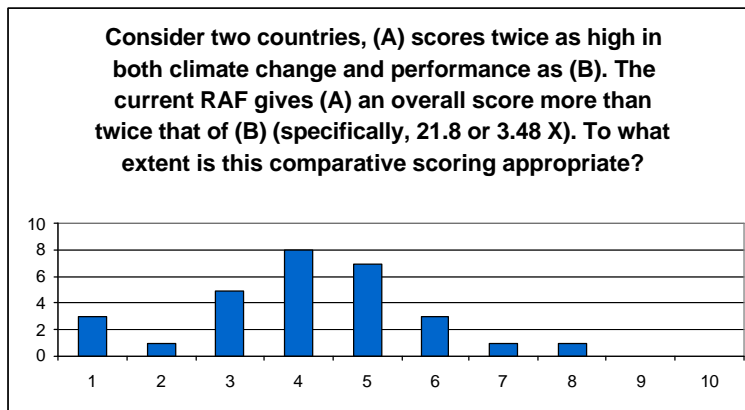 Consider two countries, (A) scores twice as high in
both climate change and performance as (B). The
current RAF gives (A) an overall score more than
twice that of (B) (specifically, 21.8 or 3.48 X). To what
extent is this comparative scoring appropriate?
10
8
6
4
2
0
1 2 3 4 5 6 7 8 9 10